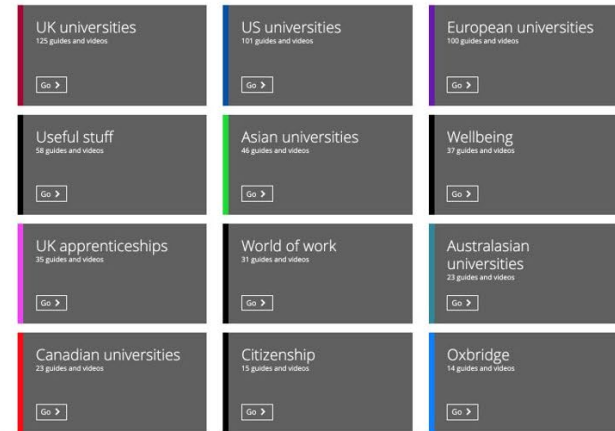 UK universities
125 guides and videos
Go >
US universities
101 guides and videos
Go >
European universities
100 guides and videos
Go >
Useful stuff
58 guides and videos
Go >
Asian universities
46 guides and videos
Go >
Wellbeing
37 guides and videos
Go >
UK apprenticeships
35 guides and videos
Go >
World of work
31 guides and videos
Go >
Australasian
universities
23 guides and videos
Go >
Canadian universities
23 guides and videos
Go >
Citizenship
15 guides and videos
Go >
Oxbridge
14 guides and videos
Go >